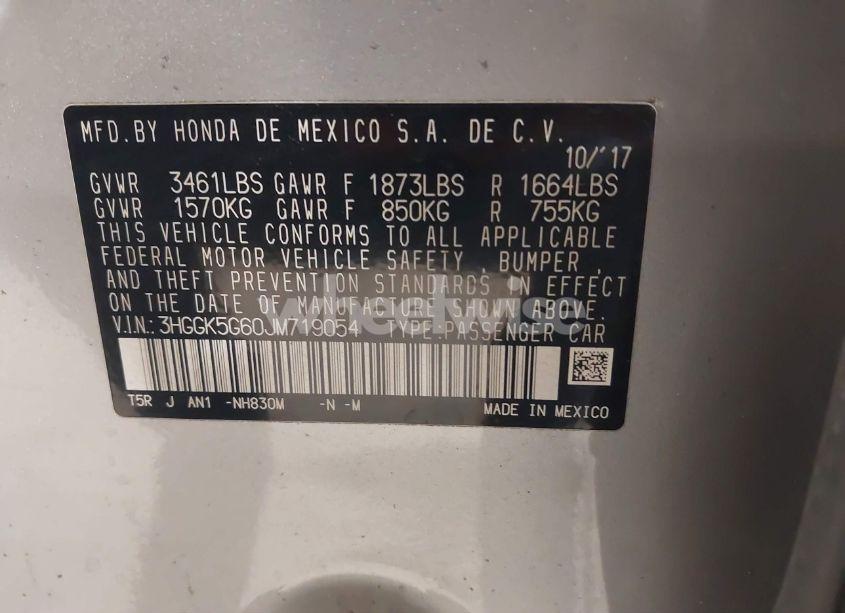 MFD. BY HONDA DE MEXICO S.A. DE C.V.
10/'17
GVWR 3461LBS GAWR F 1873LBS R 1664LBS
GVWR 1570KG GAWR F 850KG R 755KG
THIS VEHICLE CONFORMS TO ALL APPLICABLE
FEDERAL MOTOR VEHICLE SAFETY, BUMPER,
AND THEFT PREVENTION STANDARDS IN EFFECT
ON THE DATE OF MANUFACTURE SHOWN ABOVE.
V.I.N.: 3HGGK5G60JM719054 TYPE: PASSENGER CAR
T5R J AN1 -NH830M -N -M MADE IN MEXICO
wheelwise